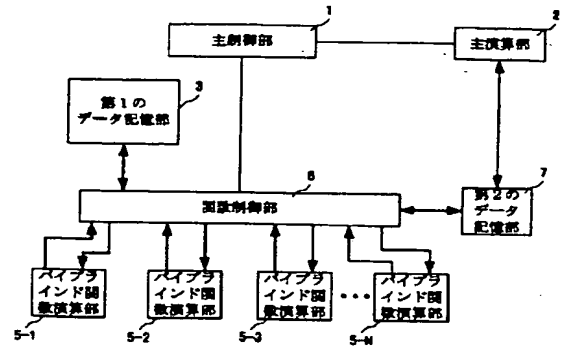 1
主制御部
2
主演算部
3
第1の
データ記憶部
6
関数制御部
7
第2の
データ
記憶部
パイプラ
インド関
数演算部
5-1
パイプラ
インド関
数演算部
5-2
パイプラ
インド関
数演算部
5-3
•••
パイプラ
インド関
数演算部
5-N